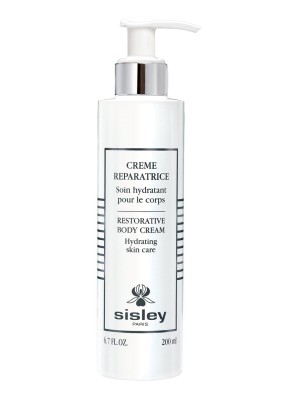 CREME
REPARATRICE
Soin hydratant
pour le corps
RESTORATIVE
BODY CREAM
Hydrating
skin care
sisley
PARIS
6.7 FL.OZ. 200 ml